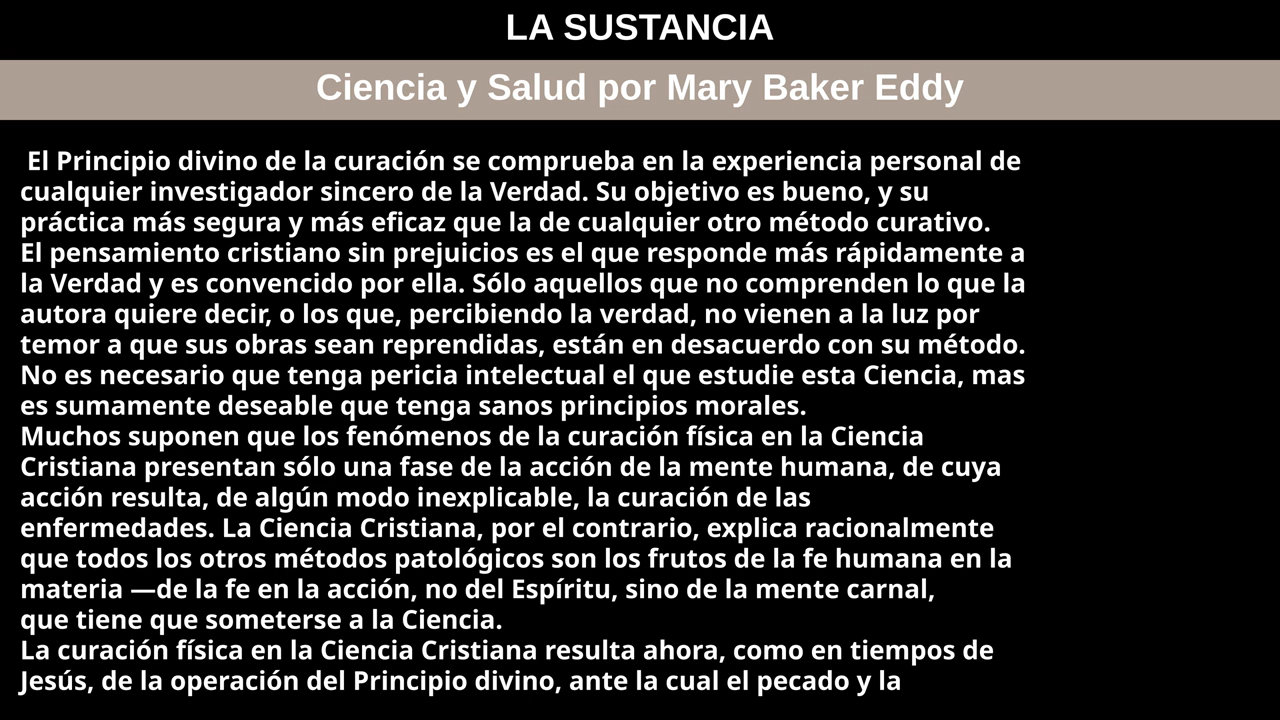 LA SUSTANCIA
Ciencia y Salud por Mary Baker Eddy
El Principio divino de la curación se comprueba en la experiencia personal de
cualquier investigador sincero de la Verdad. Su objetivo es bueno, y su
práctica más segura y más eficaz que la de cualquier otro método curativo.
El pensamiento cristiano sin prejuicios es el que responde más rápidamente a
la Verdad y es convencido por ella. Sólo aquellos que no comprenden lo que la
autora quiere decir, o los que, percibiendo la verdad, no vienen a la luz por
temor a que sus obras sean reprendidas, están en desacuerdo con su método.
No es necesario que tenga pericia intelectual el que estudie esta Ciencia, mas
es sumamente deseable que tenga sanos principios morales.
Muchos suponen que los fenómenos de la curación física en la Ciencia
Cristiana presentan sólo una fase de la acción de la mente humana, de cuya
acción resulta, de algún modo inexplicable, la curación de las
enfermedades. La Ciencia Cristiana, por el contrario, explica racionalmente
que todos los otros métodos patológicos son los frutos de la fe humana en la
materia —de la fe en la acción, no del Espíritu, sino de la mente carnal,
que tiene que someterse a la Ciencia.
La curación física en la Ciencia Cristiana resulta ahora, como en tiempos de
Jesús, de la operación del Principio divino, ante la cual el pecado y la